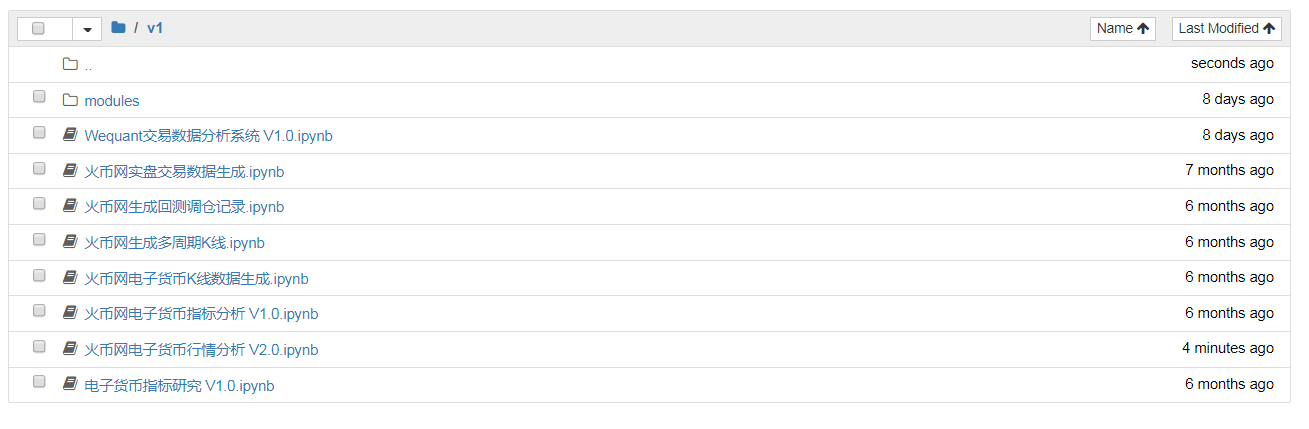 / v1 Name Last Modified
.. seconds ago
modules 8 days ago
Wequant交易数据分析系统 V1.0.ipynb 8 days ago
火币网实盘交易数据生成.ipynb 7 months ago
火币网生成回测调仓记录.ipynb 6 months ago
火币网生成多周期K线.ipynb 6 months ago
火币网电子货币K线数据生成.ipynb 6 months ago
火币网电子货币指标分析 V1.0.ipynb 6 months ago
火币网电子货币行情分析 V2.0.ipynb 4 minutes ago
电子货币指标研究 V1.0.ipynb 6 months ago